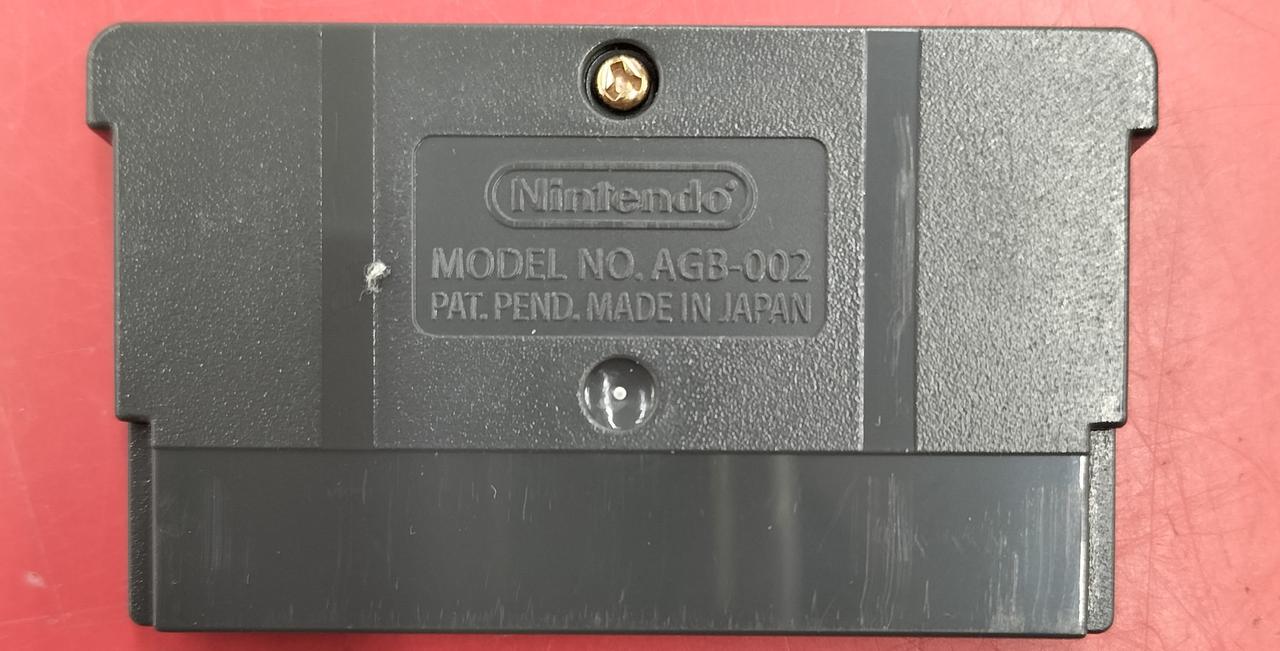 Nintendo®
MODEL NO. AGB-002
PAT. PEND. MADE IN JAPAN